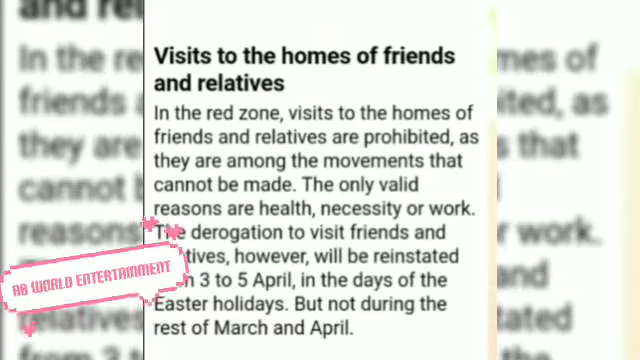 Visits to the homes of friends
and relatives
In the red zone, visits to the homes of
friends and relatives are prohibited, as
they are among the movements that
cannot be made. The only valid
reasons are health, necessity or work.
The derogation to visit friends and
tives, however, will be reinstated
3 to 5 April, in the days of the
Easter holidays. But not during the
rest of March and April.
AB WORLD ENTERTAINMENT